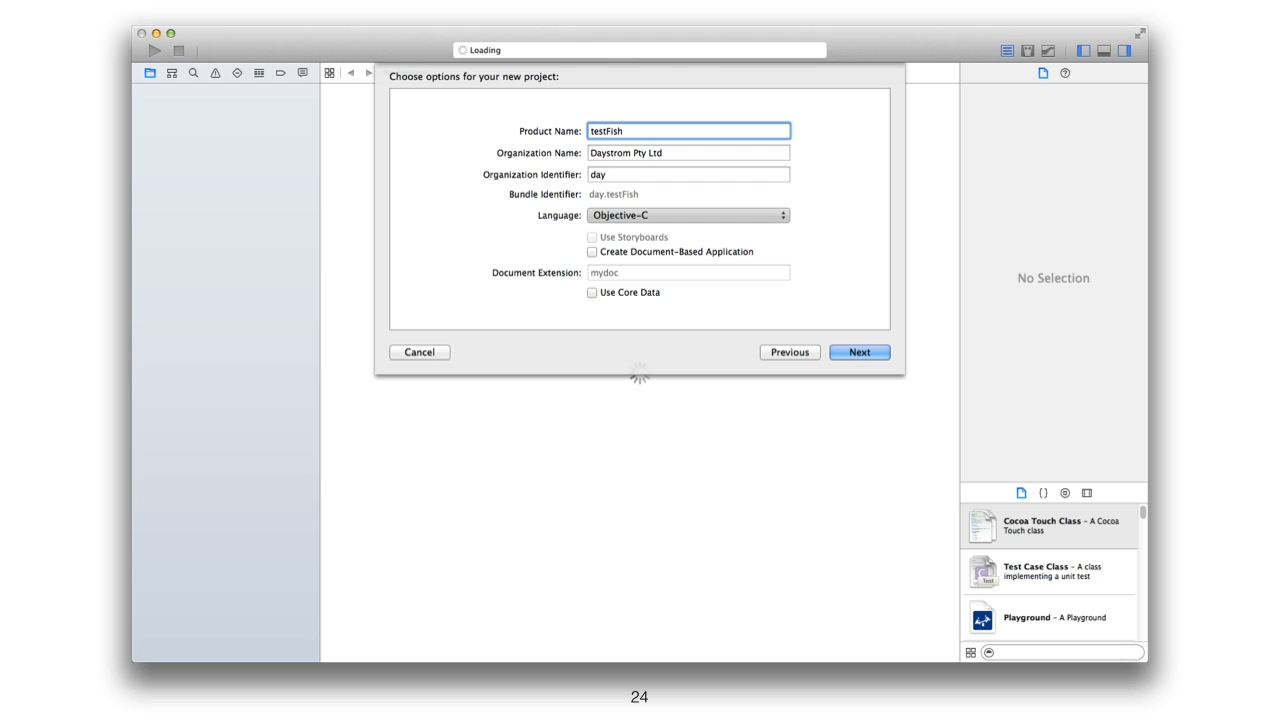 Loading
Choose options for your new project:
Product Name: testFish
Organization Name: Daystrom Pty Ltd
Organization Identifier: day
Bundle Identifier: day.testFish
Language: Objective-C
Use Storyboards
Create Document-Based Application
Document Extension: mydoc
Use Core Data
Cancel
Previous
Next
No Selection
Cocoa Touch Class – A Cocoa
Touch class
Test Case Class – A class
implementing a unit test
Test
Playground – A Playground
24